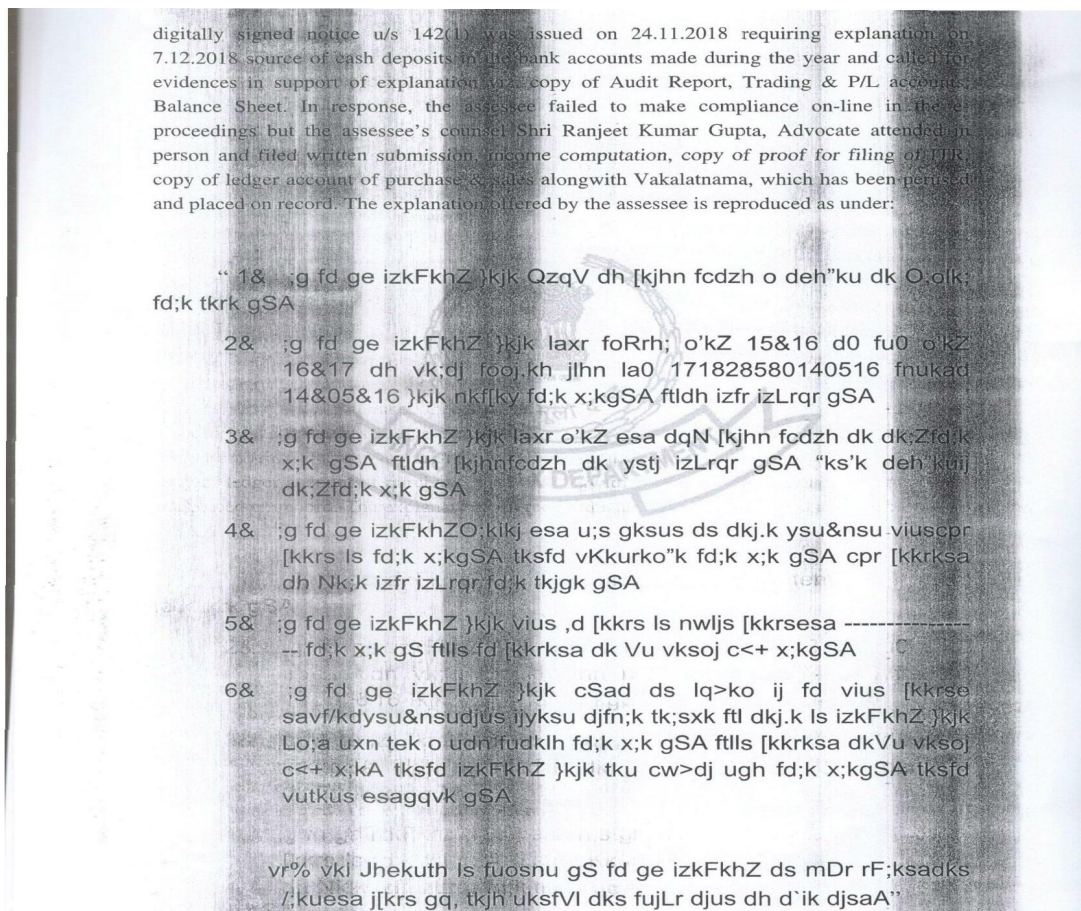 digitally signed notice u/s 142(1) was issued on 24.11.2018 requiring explanation on
7.12.2018 source of cash deposits in the bank accounts made during the year and called for
evidences in support of explanation viz. copy of Audit Report, Trading & P/L accounts,
Balance Sheet. In response, the assessee failed to make compliance on-line in the e-
proceedings but the assessee's counsel Shri Ranjeet Kumar Gupta, Advocate attended in
person and filed written submission, income computation, copy of proof for filing of ITR,
copy of ledger account of purchase & sales alongwith Vakalatnama, which has been perused
and placed on record. The explanation offered by the assessee is reproduced as under:
“ 1& ;g fd ge izkFkhZ }kjk QzqV dh [kjhn fcdzh o deh”ku dk O;olk;
fd;k tkrk gSA
2& ;g fd ge izkFkhZ }kjk laxr foRrh; o’kZ 15&16 d0 fu0 o’kZ
16&17 dh vk;dj fooj.kh jlhn la0 171828580140516 fnukad
14&05&16 }kjk nkf[ky fd;k x;kgSA ftldh izfr izLrqr gSA
3& ;g fd ge izkFkhZ }kjk laxr o’kZ esa dqN [kjhn fcdzh dk dk;Zfd;k
x;k gSA ftldh [kjhnfcdzh dk ystj izLrqr gSA “ks’k deh”kuij
dk;Zfd;k x;k gSA
4& ;g fd ge izkFkhZO;kikj esa u;s gksus ds dkj.k ysu&nsu viuscpr
[kkrs ls fd;k x;kgSA tksfd vKkurko”k fd;k x;k gSA cpr [kkrksa
dh Nk;k izfr izLrqr fd;k tkjgk gSA
5& ;g fd ge izkFkhZ }kjk vius ,d [kkrs ls nwljs [kkrsesa ---------------
-- fd;k x;k gS ftlls fd [kkrksa dk Vu vksoj c<+ x;kgSA
6& ;g fd ge izkFkhZ }kjk cSad ds lq>ko ij fd vius [kkrse
savf/kdysu&nsudjus ijyksu djfn;k tk;sxk ftl dkj.k ls izkFkhZ }kjk
Lo;a uxn tek o udn fudklh fd;k x;k gSA ftlls [kkrksa dkVu vksoj
c<+ x;kA tksfd izkFkhZ }kjk tku cw>dj ugh fd;k x;kgSA tksfd
vutkus esagqvk gSA
vr% vki Jhekuth ls fuosnu gS fd ge izkFkhZ ds mDr rF;ksadks
/;kuesa j[krs gq, tkjh uksfVl dks fujLr djus dh d`ik djsaA”